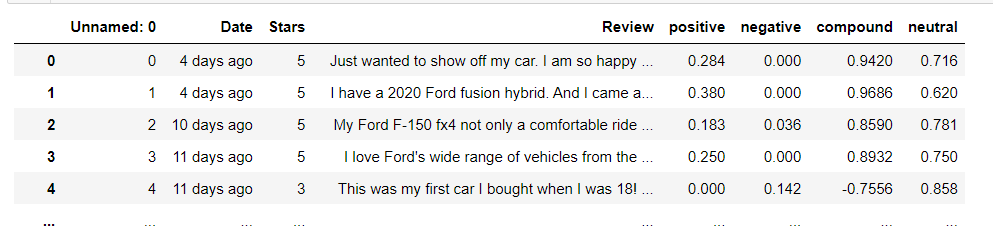 Unnamed: 0 Date Stars Review positive negative compound neutral
0 0 4 days ago 5 Just wanted to show off my car. I am so happy ... 0.284 0.000 0.9420 0.716
1 1 4 days ago 5 I have a 2020 Ford fusion hybrid. And I came a... 0.380 0.000 0.9686 0.620
2 2 10 days ago 5 My Ford F-150 fx4 not only a comfortable ride ... 0.183 0.036 0.8590 0.781
3 3 11 days ago 5 I love Ford's wide range of vehicles from the ... 0.250 0.000 0.8932 0.750
4 4 11 days ago 3 This was my first car I bought when I was 18! ... 0.000 0.142 -0.7556 0.858
... ... ... ... ... ... ... ... ...